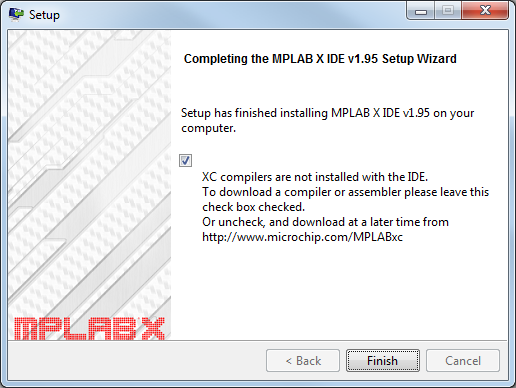 Setup
Completing the MPLAB X IDE v1.95 Setup Wizard
Setup has finished installing MPLAB X IDE v1.95 on your
computer.
XC compilers are not installed with the IDE.
To download a compiler or assembler please leave this
check box checked.
Or uncheck, and download at a later time from
http://www.microchip.com/MPLABxc
MPLAB X
< Back
Finish
Cancel